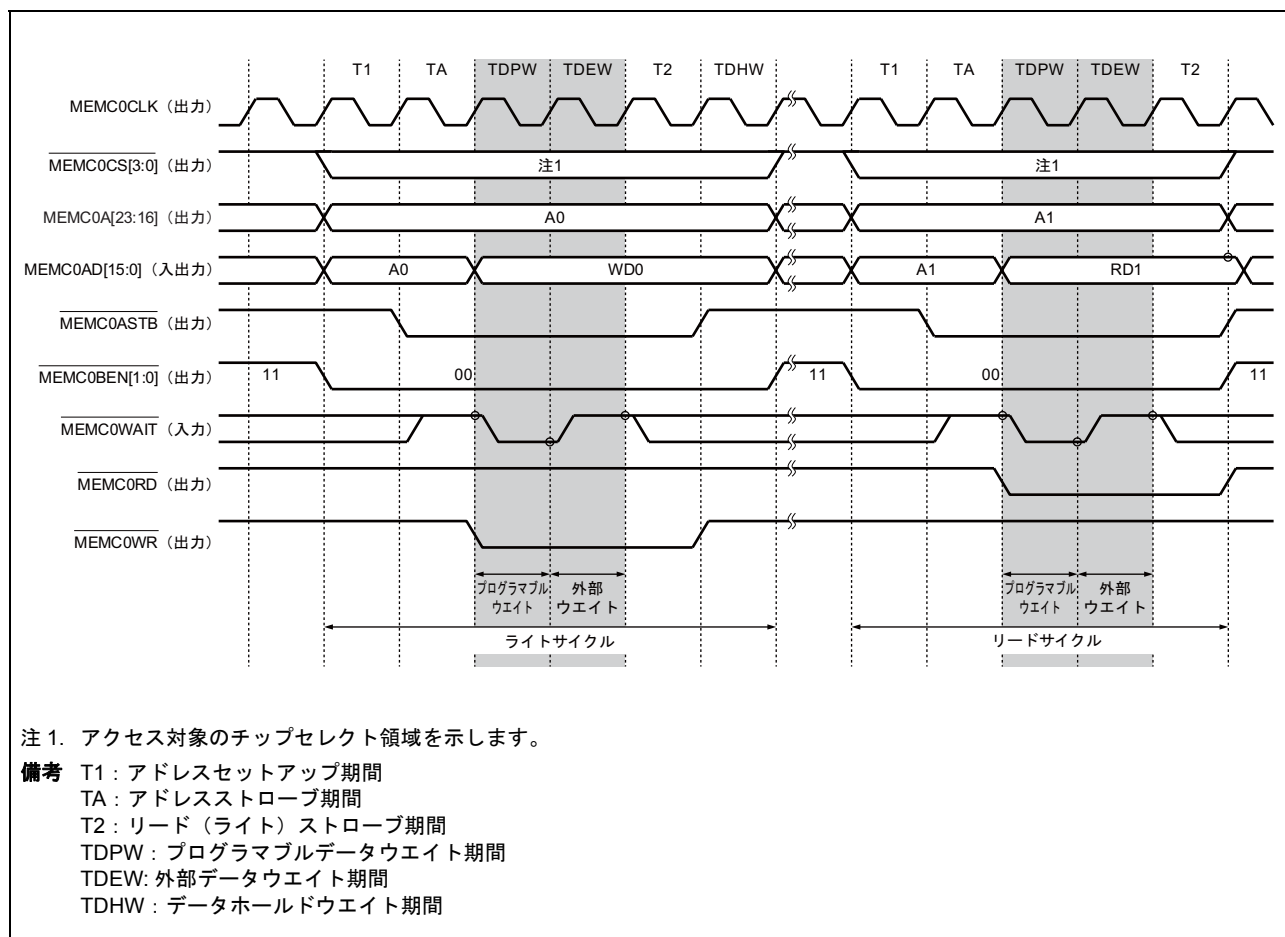 T1 TA TDPW TDEW T2 TDHW T1 TA TDPW TDEW T2
MEMC0CLK（出力）
MEMC0CS[3:0]（出力） 注1 注1
MEMC0A[23:16]（出力） A0 A1
MEMC0AD[15:0]（入出力） A0 WD0 A1 RD1
MEMC0ASTB（出力）
MEMC0BEN[1:0]（出力） 11 00 11 00 11
MEMC0WAIT（入力）
MEMC0RD（出力）
MEMC0WR（出力）
プログラマブル 外部 プログラマブル 外部
ウエイト ウエイト ウエイト ウエイト
ライトサイクル リードサイクル
注 1. アクセス対象のチップセレクト領域を示します。
備考 T1：アドレスセットアップ期間
TA：アドレスストローブ期間
T2：リード（ライト）ストローブ期間
TDPW：プログラマブルデータウエイト期間
TDEW: 外部データウエイト期間
TDHW：データホールドウエイト期間